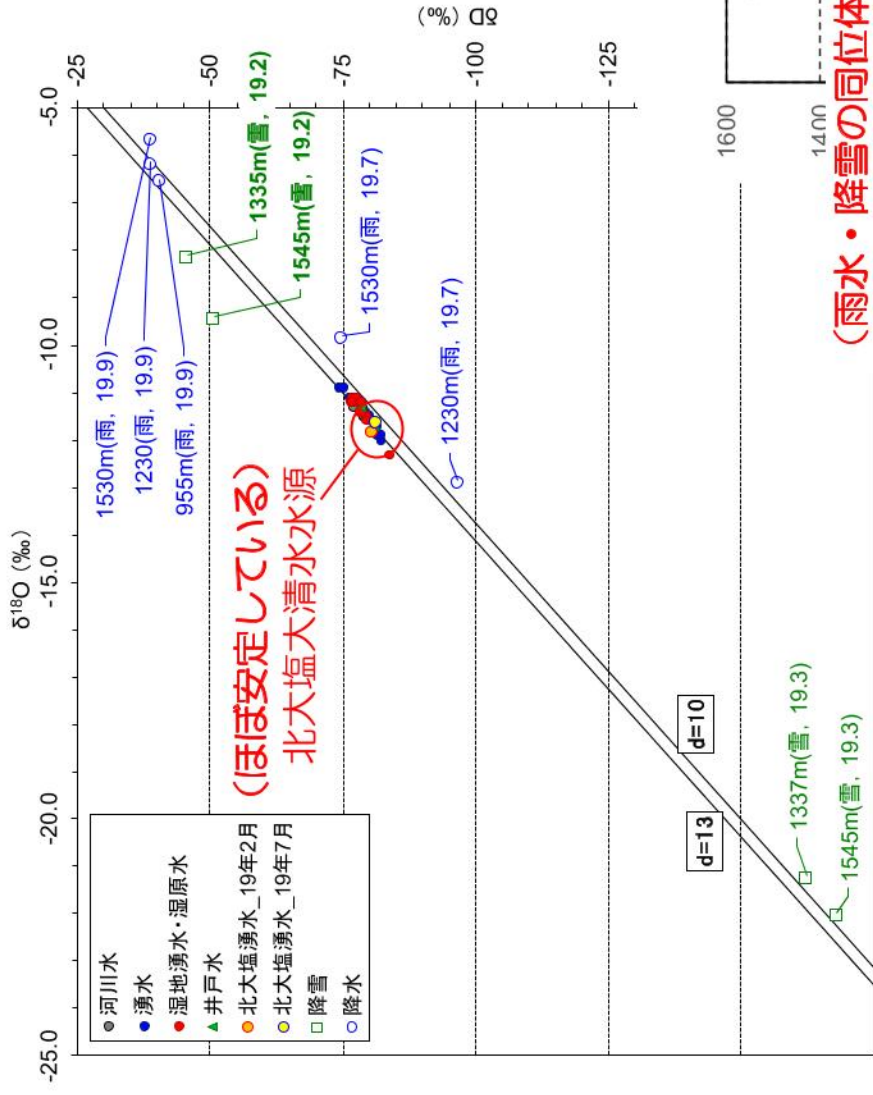 δ¹⁸O (‰)
-25.0
-20.0
-15.0
-10.0
-5.0
-25
-50
-75
-100
-125
δD (‰)
河川水
湧水
湿地湧水・湿原水
井戸水
北大塩湧水_19年2月
北大塩湧水_19年7月
降雪
降水
1530m(雨, 19.9)
1230(雨, 19.9)
955m(雨, 19.9)
1335m(雪, 19.2)
1545m(雪, 19.2)
1530m(雨, 19.7)
1230m(雨, 19.7)
(ほぼ安定している)
北大塩大清水水源
d=13
d=10
1337m(雪, 19.3)
1545m(雪, 19.3)
1600
1400
(雨水・降雪の同位体